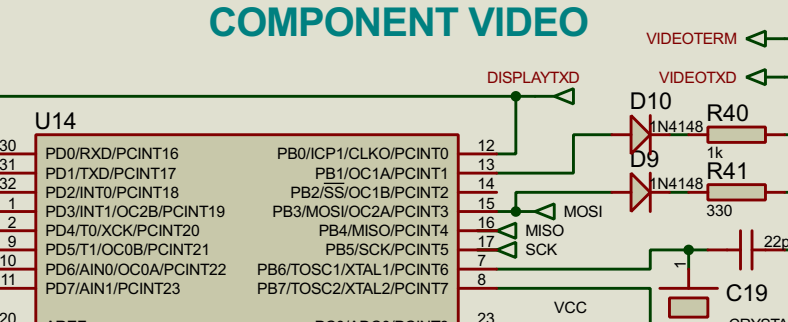 COMPONENT VIDEO
VIDEOTERM
DISPLAYTXD
VIDEOTXD
U14
D10
1N4148
R40
1k
30
PD0/RXD/PCINT16
PB0/ICP1/CLKO/PCINT0
12
31
PD1/TXD/PCINT17
PB1/OC1A/PCINT1
13
D9
1N4148
R41
330
32
PD2/INT0/PCINT18
PB2/SS/OC1B/PCINT2
14
1
PD3/INT1/OC2B/PCINT19
PB3/MOSI/OC2A/PCINT3
15
MOSI
2
PD4/T0/XCK/PCINT20
PB4/MISO/PCINT4
16
MISO
9
PD5/T1/OC0B/PCINT21
PB5/SCK/PCINT5
17
SCK
10
PD6/AIN0/OC0A/PCINT22
PB6/TOSC1/XTAL1/PCINT6
7
22p
11
PD7/AIN1/PCINT23
PB7/TOSC2/XTAL2/PCINT7
8
1
C19
VCC
20
23